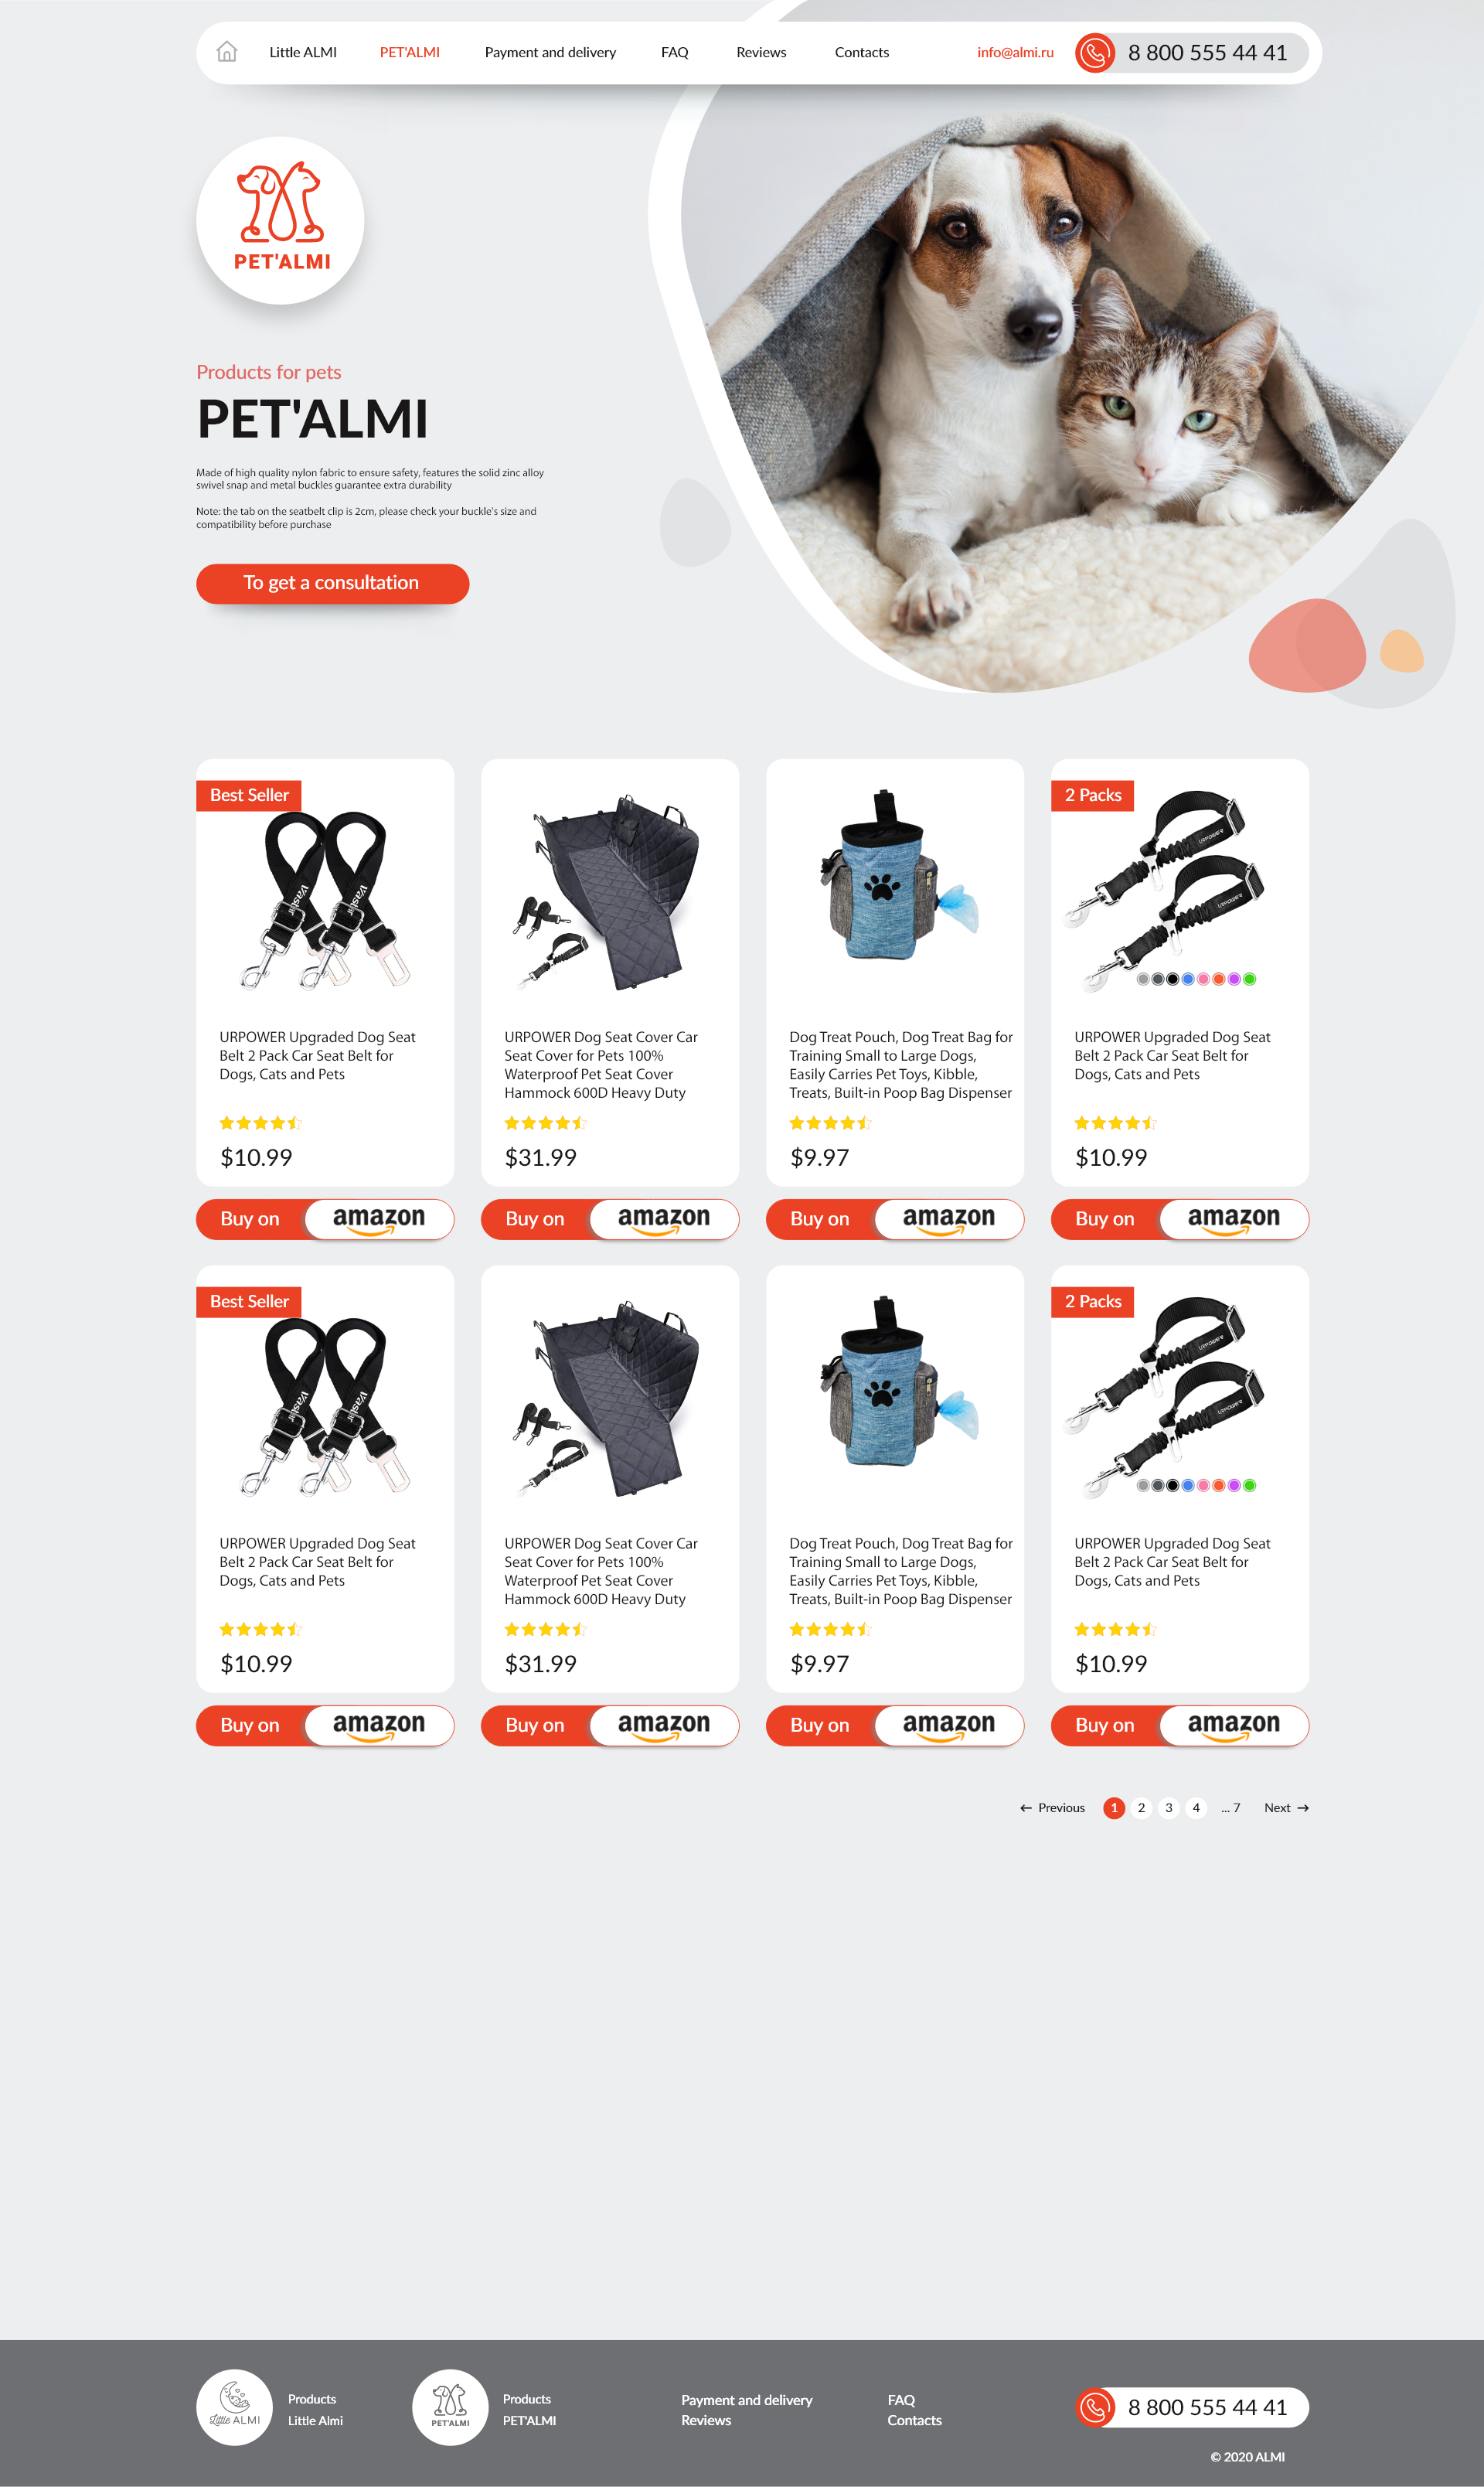 Little ALMI
PET'ALMI
Payment and delivery
FAQ
Reviews
Contacts
info@almi.ru
8 800 555 44 41
PET'ALMI
Products for pets
PET'ALMI
Made of high quality nylon fabric to ensure safety, features the solid zinc alloy
swivel snap and metal buckles guarantee extra durability
Note: the tab on the seatbelt clip is 2cm, please check your buckle's size and
compatibility before purchase
To get a consultation
Best Seller
Vastar
Vastar
URPOWER Upgraded Dog Seat
Belt 2 Pack Car Seat Belt for
Dogs, Cats and Pets
$10.99
Buy on
amazon
URPOWER Dog Seat Cover Car
Seat Cover for Pets 100%
Waterproof Pet Seat Cover
Hammock 600D Heavy Duty
$31.99
Buy on
amazon
Dog Treat Pouch, Dog Treat Bag for
Training Small to Large Dogs,
Easily Carries Pet Toys, Kibble,
Treats, Built-in Poop Bag Dispenser
$9.97
Buy on
amazon
2 Packs
URPOWER
URPOWER
URPOWER Upgraded Dog Seat
Belt 2 Pack Car Seat Belt for
Dogs, Cats and Pets
$10.99
Buy on
amazon
Best Seller
Vastar
Vastar
URPOWER Upgraded Dog Seat
Belt 2 Pack Car Seat Belt for
Dogs, Cats and Pets
$10.99
Buy on
amazon
URPOWER Dog Seat Cover Car
Seat Cover for Pets 100%
Waterproof Pet Seat Cover
Hammock 600D Heavy Duty
$31.99
Buy on
amazon
Dog Treat Pouch, Dog Treat Bag for
Training Small to Large Dogs,
Easily Carries Pet Toys, Kibble,
Treats, Built-in Poop Bag Dispenser
$9.97
Buy on
amazon
2 Packs
URPOWER
URPOWER
URPOWER Upgraded Dog Seat
Belt 2 Pack Car Seat Belt for
Dogs, Cats and Pets
$10.99
Buy on
amazon
← Previous 1 2 3 4 ... 7 Next →
Little ALMI
Products
Little Almi
PET'ALMI
Products
PET'ALMI
Payment and delivery
Reviews
FAQ
Contacts
8 800 555 44 41
© 2020 ALMI